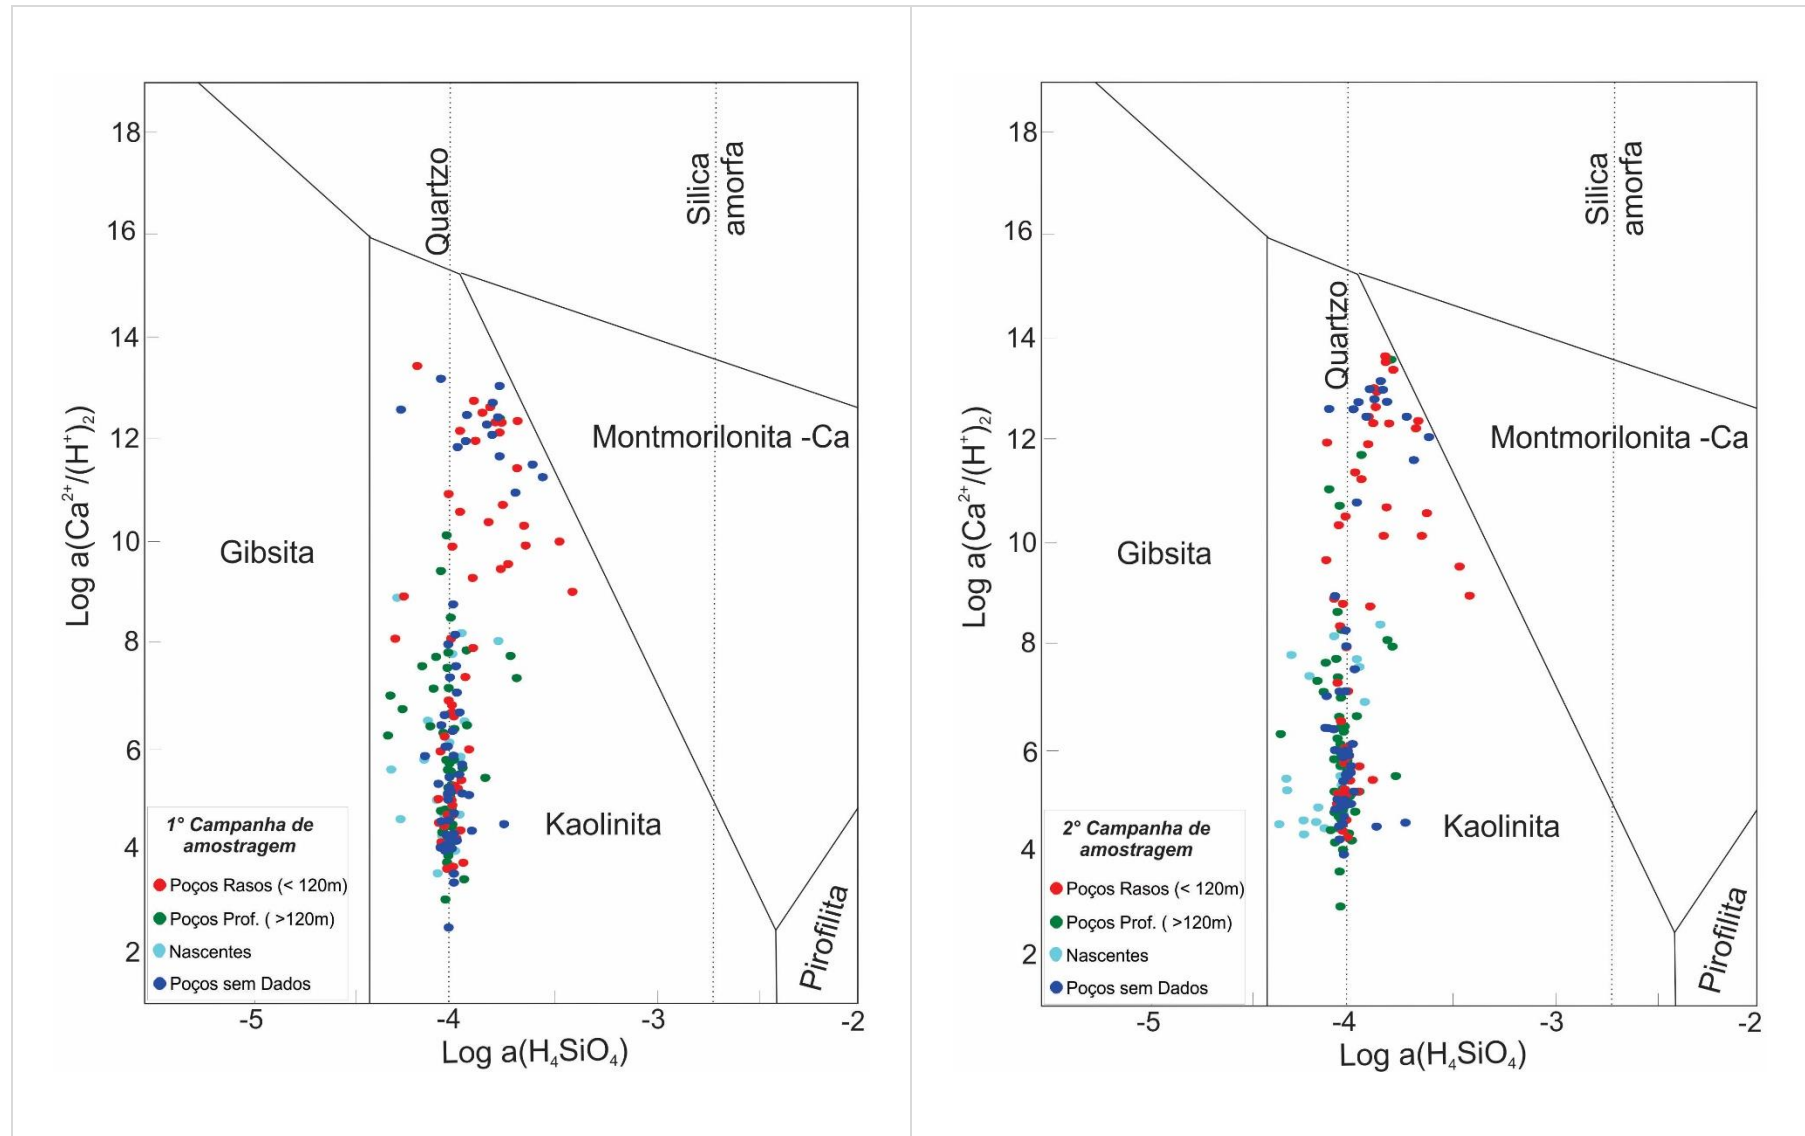 18
16
14
12
10
8
6
4
2
Log a(Ca²⁺/(H⁺)₂)
Quartzo
Silica
amorfa
Montmorilonita -Ca
Gibsita
Kaolinita
Pirofilita
1° Campanha de
amostragem
Poços Rasos (< 120m)
Poços Prof. ( >120m)
Nascentes
Poços sem Dados
-5
-4
-3
-2
Log a(H₄SiO₄)
18
16
14
12
10
8
6
4
2
Log a(Ca²⁺/(H⁺)₂)
Quartzo
Silica
amorfa
Montmorilonita -Ca
Gibsita
Kaolinita
Pirofilita
2° Campanha de
amostragem
Poços Rasos (< 120m)
Poços Prof. ( >120m)
Nascentes
Poços sem Dados
-5
-4
-3
-2
Log a(H₄SiO₄)